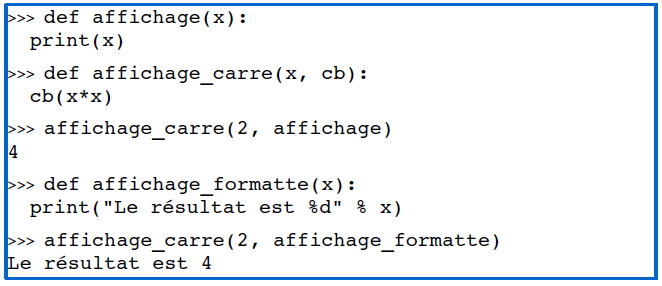 >>> def affichage(x):
print(x)
>>> def affichage_carre(x, cb):
cb(x*x)
>>> affichage_carre(2, affichage)
4
>>> def affichage_formatte(x):
print("Le résultat est %d" % x)
>>> affichage_carre(2, affichage_formatte)
Le résultat est 4